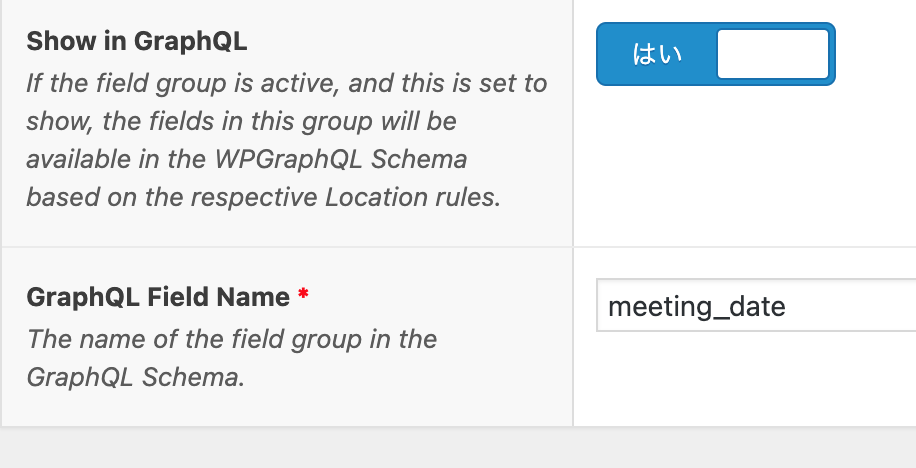 Show in GraphQL
はい
If the field group is active, and this is set to
show, the fields in this group will be
available in the WPGraphQL Schema
based on the respective Location rules.
GraphQL Field Name *
meeting_date
The name of the field group in the
GraphQL Schema.